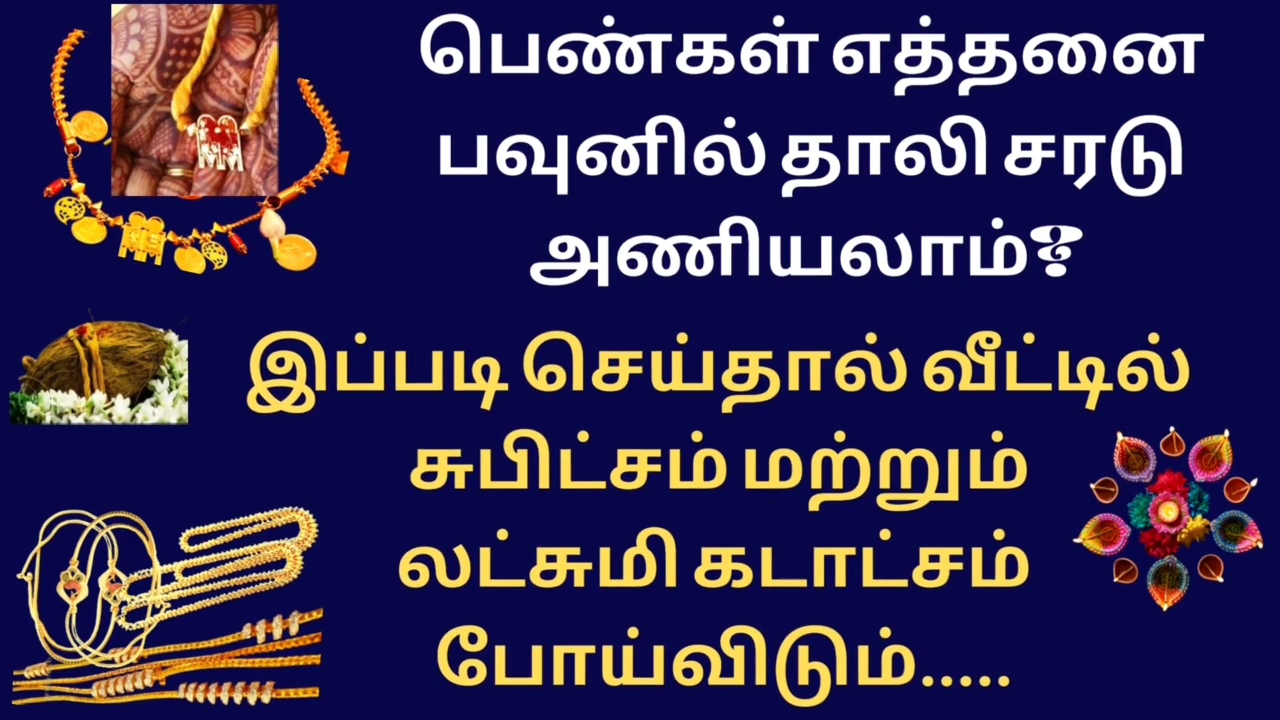 பெண்கள் எத்தனை
பவுனில் தாலி சரடு
அணியலாம்?
இப்படி செய்தால் வீட்டில்
சுபிட்சம் மற்றும்
லட்சுமி கடாட்சம்
போய்விடும்.....